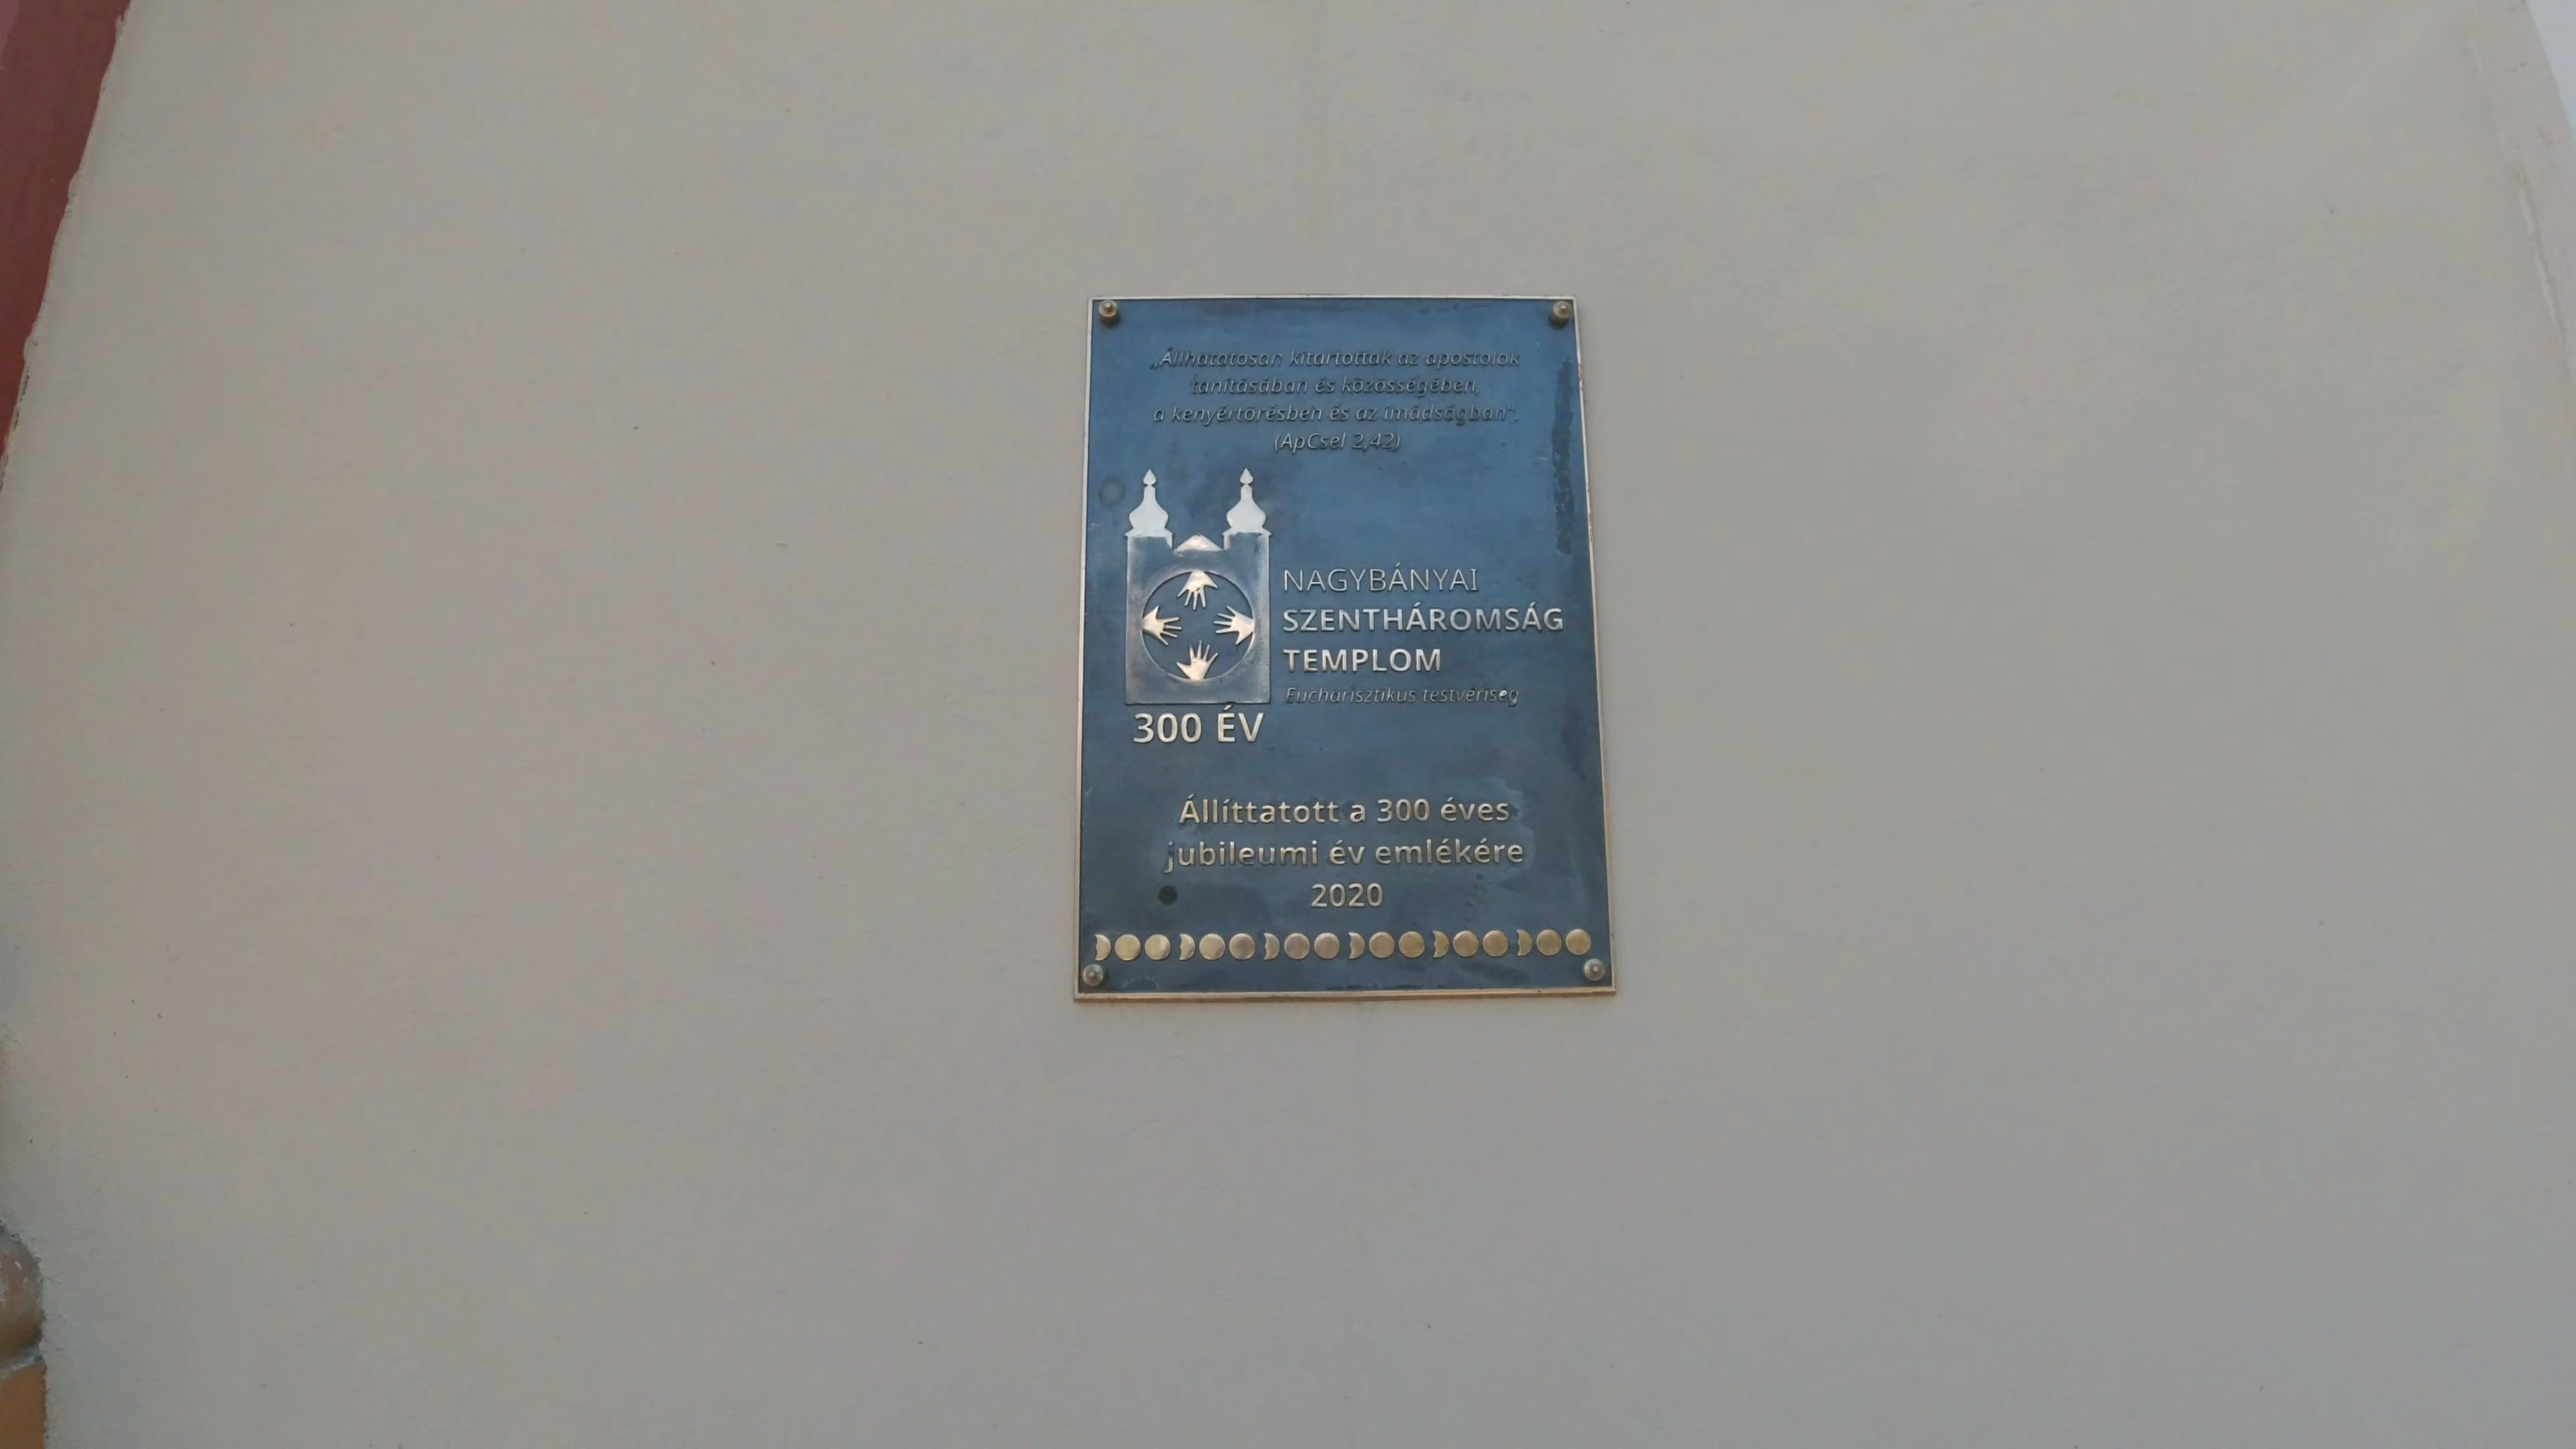 „Állhatatosan kitartottak az apostolok
tanításában és közösségében,
a kenyértörésben és az imádságban”.
(ApCsel 2,42)
NAGYBÁNYAI
SZENTHÁROMSÁG
TEMPLOM
Eucharisztikus testvériség
300 ÉV
Állíttatott a 300 éves
jubileumi év emlékére
2020